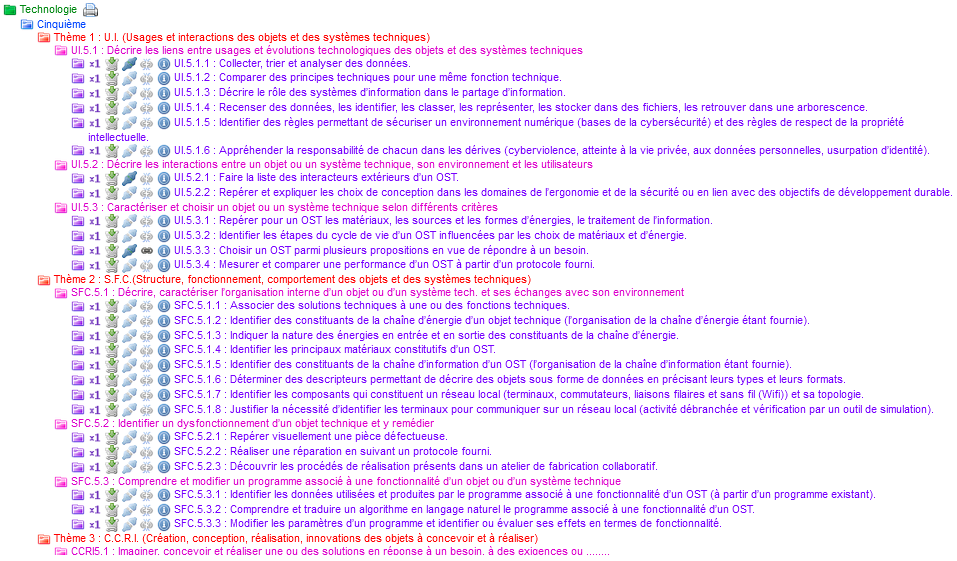 Technologie
Cinquième
Thème 1 : U.I. (Usages et interactions des objets et des systèmes techniques)
UI.5.1 : Décrire les liens entre usages et évolutions technologiques des objets et des systèmes techniques
x1 UI.5.1.1 : Collecter, trier et analyser des données.
x1 UI.5.1.2 : Comparer des principes techniques pour une même fonction technique.
x1 UI.5.1.3 : Décrire le rôle des systèmes d'information dans le partage d'information.
x1 UI.5.1.4 : Recenser des données, les identifier, les classer, les représenter, les stocker dans des fichiers, les retrouver dans une arborescence.
x1 UI.5.1.5 : Identifier des règles permettant de sécuriser un environnement numérique (bases de la cybersécurité) et des règles de respect de la propriété
intellectuelle.
x1 UI.5.1.6 : Appréhender la responsabilité de chacun dans les dérives (cyberviolence, atteinte à la vie privée, aux données personnelles, usurpation d'identité).
UI.5.2 : Décrire les interactions entre un objet ou un système technique, son environnement et les utilisateurs
x1 UI.5.2.1 : Faire la liste des interacteurs extérieurs d'un OST.
x1 UI.5.2.2 : Repérer et expliquer les choix de conception dans les domaines de l'ergonomie et de la sécurité ou en lien avec des objectifs de développement durable.
UI.5.3 : Caractériser et choisir un objet ou un système technique selon différents critères
x1 UI.5.3.1 : Repérer pour un OST les matériaux, les sources et les formes d'énergies, le traitement de l'information.
x1 UI.5.3.2 : Identifier les étapes du cycle de vie d'un OST influencées par les choix de matériaux et d'énergie.
x1 UI.5.3.3 : Choisir un OST parmi plusieurs propositions en vue de répondre à un besoin.
x1 UI.5.3.4 : Mesurer et comparer une performance d'un OST à partir d'un protocole fourni.
Thème 2 : S.F.C.(Structure, fonctionnement, comportement des objets et des systèmes techniques)
SFC.5.1 : Décrire, caractériser l'organisation interne d'un objet ou d'un système tech. et ses échanges avec son environnement
x1 SFC.5.1.1 : Associer des solutions techniques à une ou des fonctions techniques.
x1 SFC.5.1.2 : Identifier des constituants de la chaîne d'énergie d'un objet technique (l'organisation de la chaîne d'énergie étant fournie).
x1 SFC.5.1.3 : Indiquer la nature des énergies en entrée et en sortie des constituants de la chaîne d'énergie.
x1 SFC.5.1.4 : Identifier les principaux matériaux constitutifs d'un OST.
x1 SFC.5.1.5 : Identifier des constituants de la chaîne d'information d'un OST (l'organisation de la chaîne d'information étant fournie).
x1 SFC.5.1.6 : Déterminer des descripteurs permettant de décrire des objets sous forme de données en précisant leurs types et leurs formats.
x1 SFC.5.1.7 : Identifier les composants qui constituent un réseau local (terminaux, commutateurs, liaisons filaires et sans fil (Wifi)) et sa topologie.
x1 SFC.5.1.8 : Justifier la nécessité d'identifier les terminaux pour communiquer sur un réseau local (activité débranchée et vérification par un outil de simulation).
SFC.5.2 : Identifier un dysfonctionnement d'un objet technique et y remédier
x1 SFC.5.2.1 : Repérer visuellement une pièce défectueuse.
x1 SFC.5.2.2 : Réaliser une réparation en suivant un protocole fourni.
x1 SFC.5.2.3 : Découvrir les procédés de réalisation présents dans un atelier de fabrication collaboratif.
SFC.5.3 : Comprendre et modifier un programme associé à une fonctionnalité d'un objet ou d'un système technique
x1 SFC.5.3.1 : Identifier les données utilisées et produites par le programme associé à une fonctionnalité d'un OST (à partir d'un programme existant).
x1 SFC.5.3.2 : Comprendre et traduire un algorithme en langage naturel le programme associé à une fonctionnalité d'un OST.
x1 SFC.5.3.3 : Modifier les paramètres d'un programme et identifier ou évaluer ses effets en termes de fonctionnalité.
Thème 3 : C.C.R.I. (Création, conception, réalisation, innovations des objets à concevoir et à réaliser)
CCRI5.1 : Imaginer, concevoir et réaliser une ou des solutions en réponse à un besoin, à des exigences ou ........